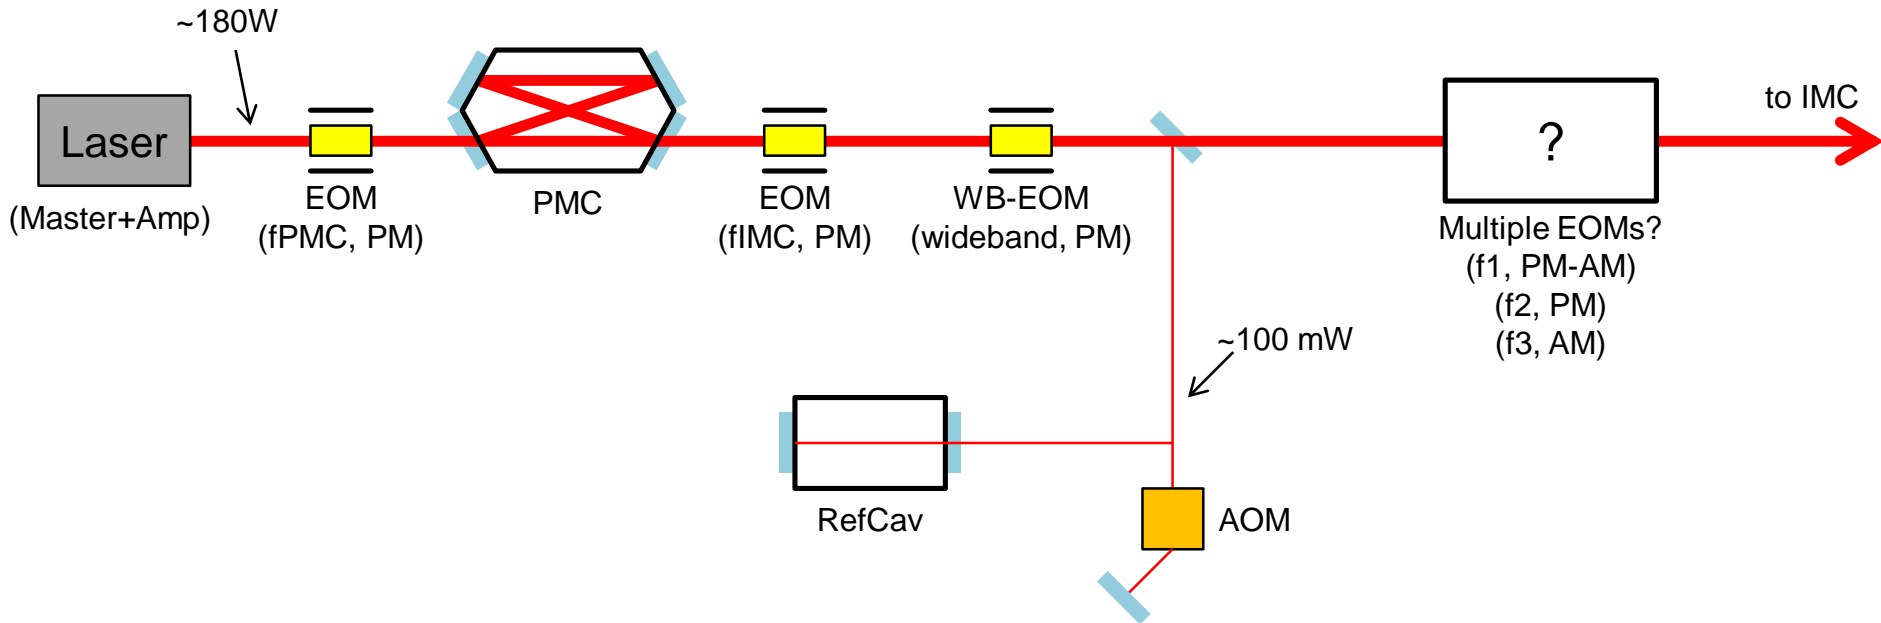 ~180W
Laser
(Master+Amp)
EOM
(fPMC, PM)
PMC
EOM
(fIMC, PM)
WB-EOM
(wideband, PM)
?
Multiple EOMs?
(f1, PM-AM)
(f2, PM)
(f3, AM)
to IMC
~100 mW
RefCav
AOM